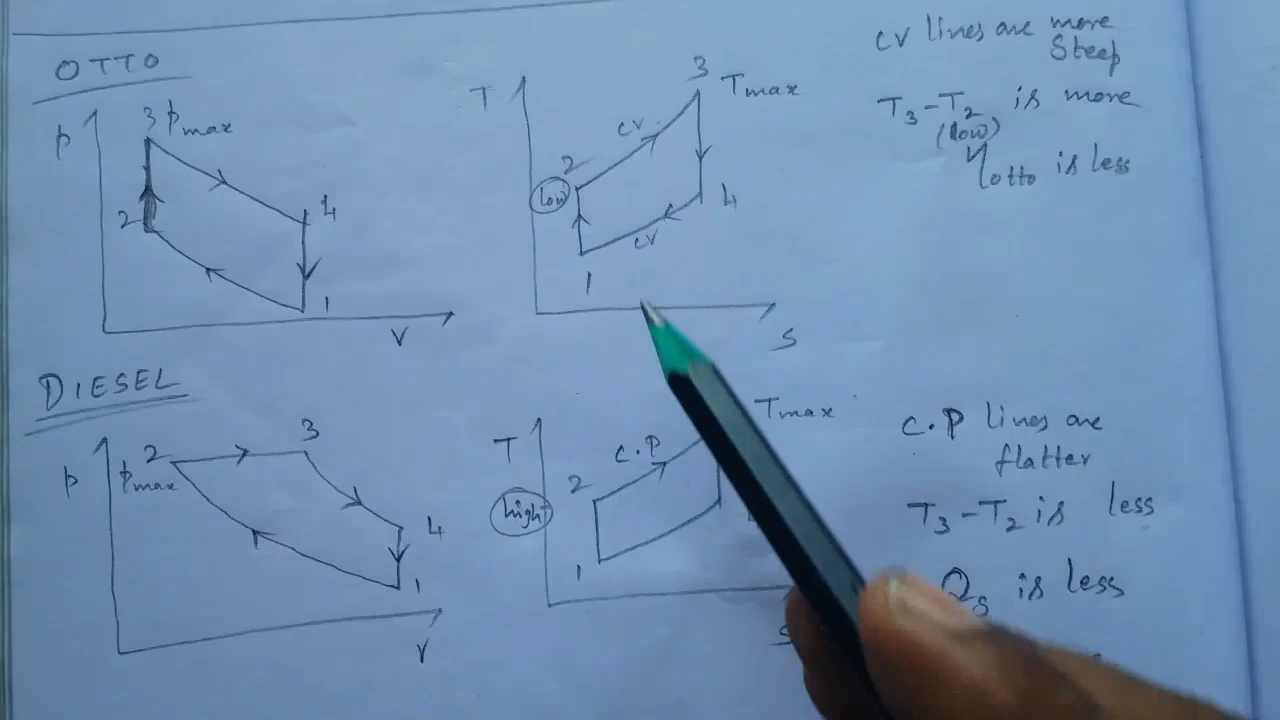 OTTO
p
3 pmax
2
4
1
V
T
3 Tmax
cv
2
low
4
cv
1
S
cv lines are more
Steep
T3-T2 is more
(low)
ηotto is less
DIESEL
p
2
pmax
3
4
1
V
T
Tmax
C.P
2
high
1
S
C.P lines are
flatter
T3-T2 is less
Qs is less